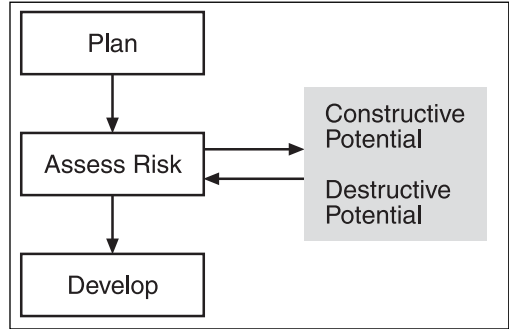 Plan
Assess Risk
Constructive
Potential
Destructive
Potential
Develop